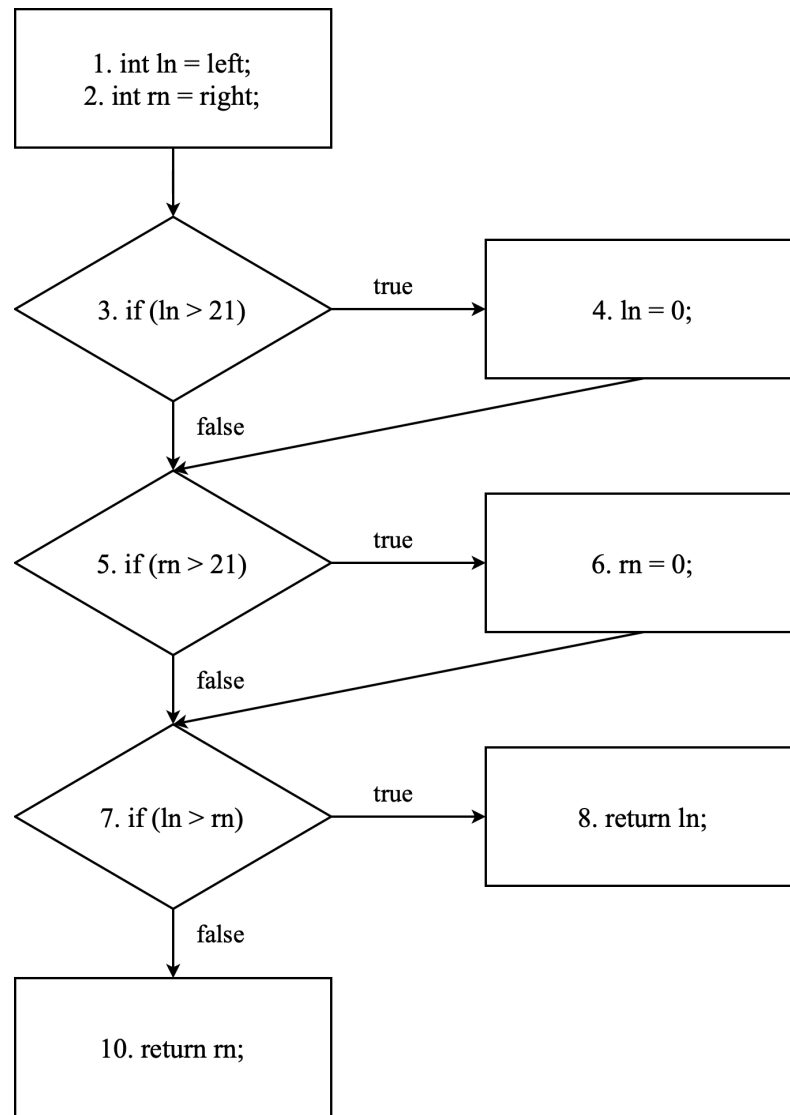 1. int ln = left;
2. int rn = right;
3. if (ln > 21)
true
4. ln = 0;
false
5. if (rn > 21)
true
6. rn = 0;
false
7. if (ln > rn)
true
8. return ln;
false
10. return rn;